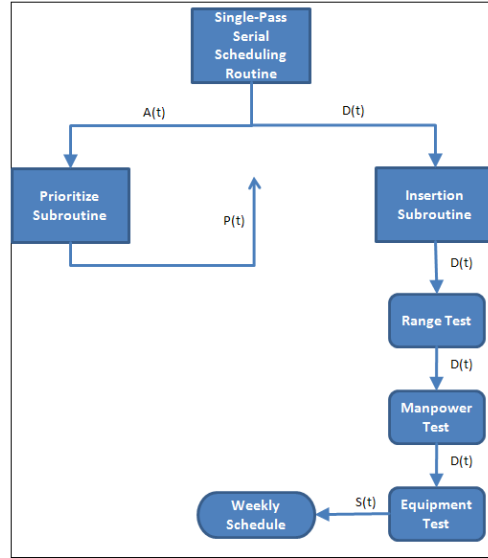 Single-Pass
Serial
Scheduling
Routine
A(t)
D(t)
Prioritize
Subroutine
Insertion
Subroutine
P(t)
D(t)
Range Test
D(t)
Manpower
Test
D(t)
Weekly
Schedule
S(t)
Equipment
Test